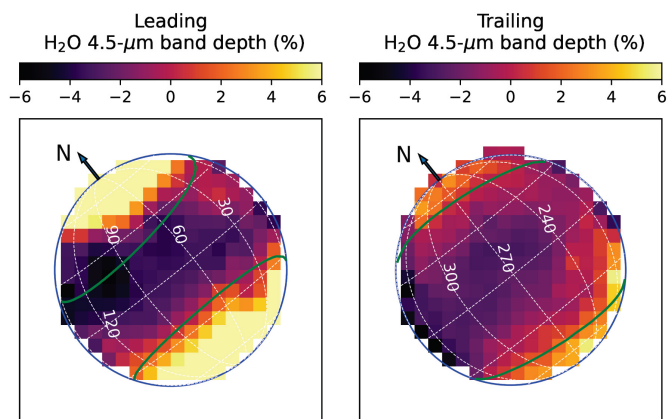 Leading
H₂O 4.5-μm band depth (%)
−6 −4 −2 0 2 4 6
N
30
60
90
120
Trailing
H₂O 4.5-μm band depth (%)
−6 −4 −2 0 2 4 6
N
240
270
300